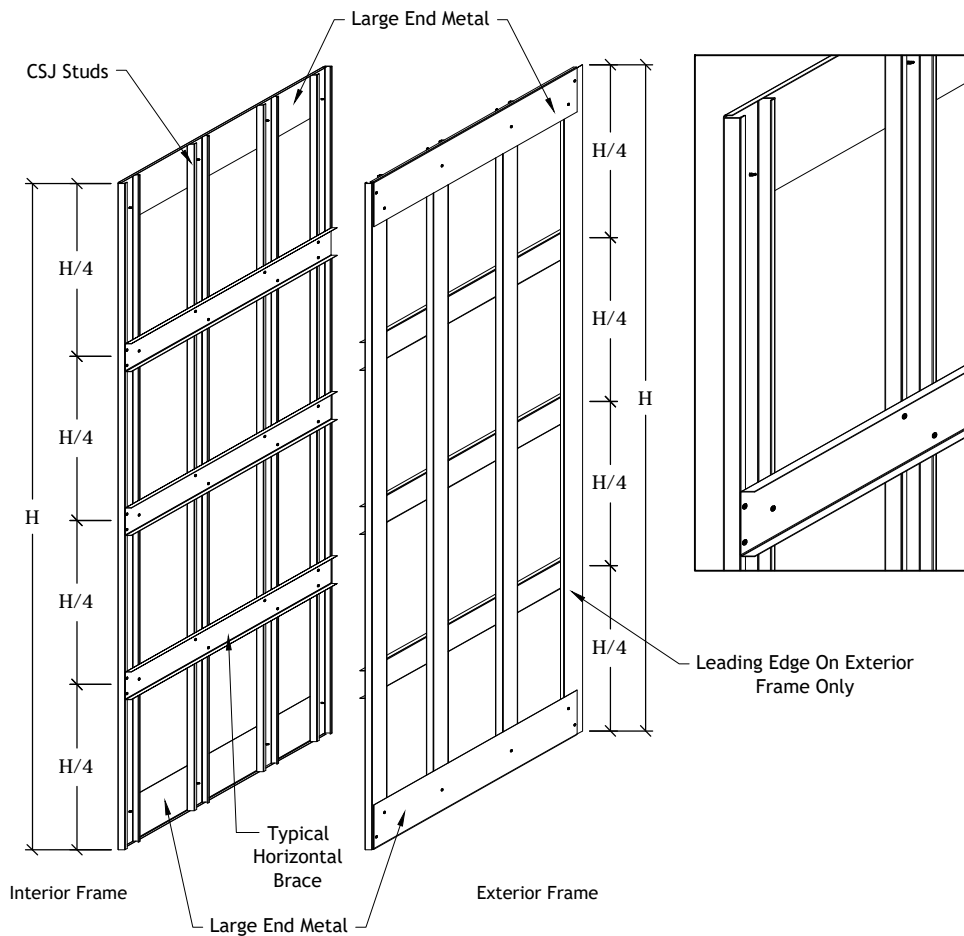 Large End Metal
CSJ Studs
H/4
H/4
H/4
H/4
H
H/4
H/4
H/4
H/4
H
Leading Edge On Exterior
Frame Only
Typical
Horizontal
Brace
Interior Frame
Exterior Frame
Large End Metal